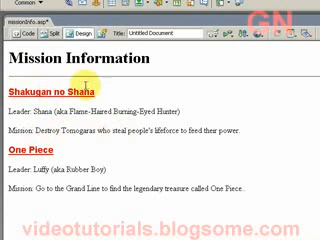 Common
GN
missionInfo.asp*
Code Split Design Title: Untitled Document
Mission Information
Shakugan no Shana
Leader: Shana (aka Flame-Haired Burning-Eyed Hunter)
Mission: Destroy Tomogaras who steal people's lifeforce to feed their power.
One Piece
Leader: Luffy (aka Rubber Boy)
Mission: Go to the Grand Line to find the legendary treasure called One Piece..
videotutorials.blogsome.com